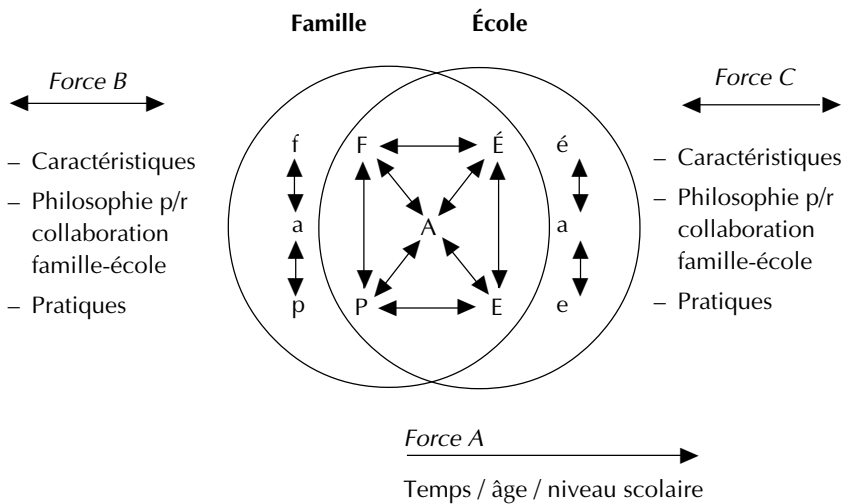 Famille École
Force B
– Caractéristiques
– Philosophie p/r
collaboration
famille-école
– Pratiques
f F É é
a A a
p P E e
Force C
– Caractéristiques
– Philosophie p/r
collaboration
famille-école
– Pratiques
Force A
Temps / âge / niveau scolaire